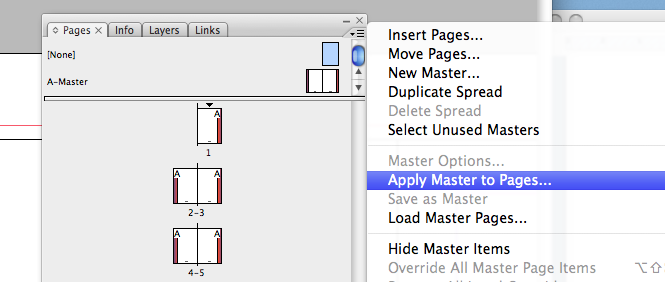 Pages × Info Layers Links
[None]
A-Master
A
1
A A
2-3
A A
4-5
Insert Pages...
Move Pages...
New Master...
Duplicate Spread
Delete Spread
Select Unused Masters
Master Options...
Apply Master to Pages...
Save as Master
Load Master Pages...
Hide Master Items
Override All Master Page Items ⌥⇧